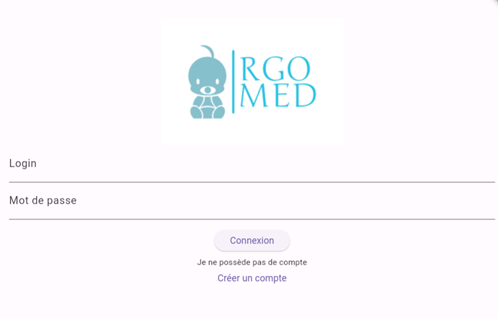 RGO
MED
Login
Mot de passe
Connexion
Je ne possède pas de compte
Créer un compte